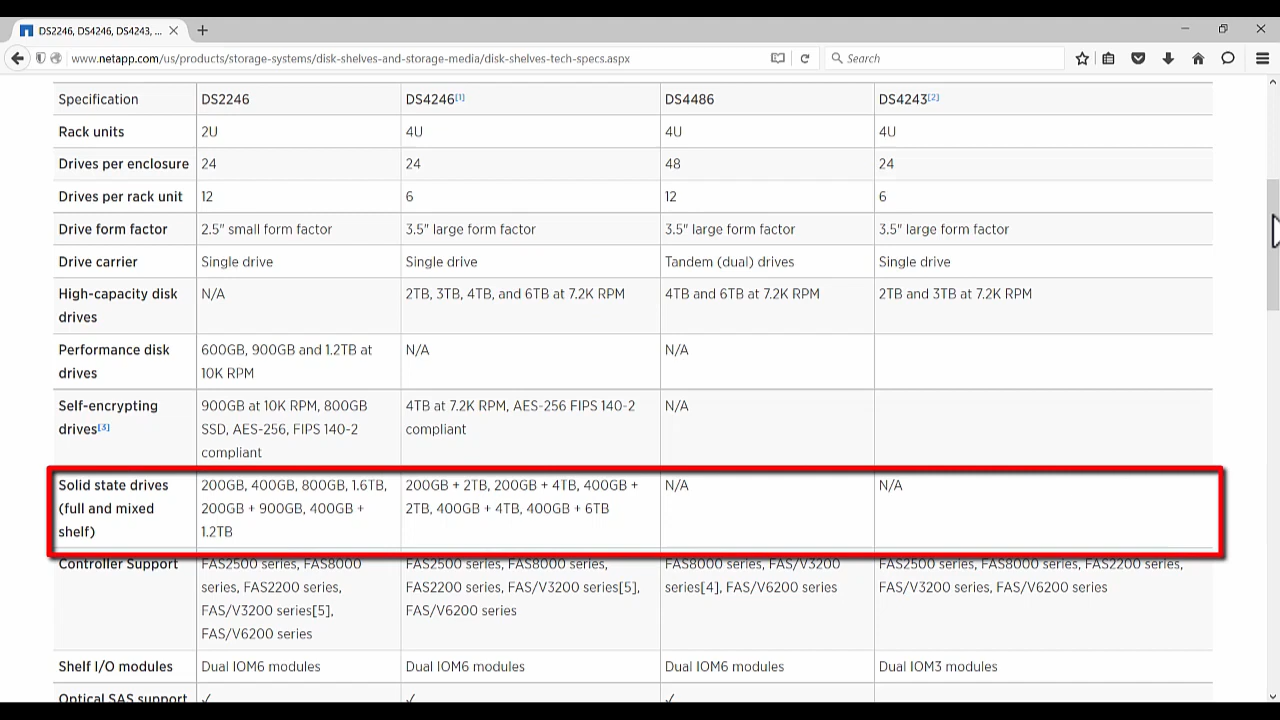 DS2246, DS4246, DS4243, ...
www.netapp.com/us/products/storage-systems/disk-shelves-and-storage-media/disk-shelves-tech-specs.aspx
Search
Specification DS2246 DS4246[1] DS4486 DS4243[2]
Rack units 2U 4U 4U 4U
Drives per enclosure 24 24 48 24
Drives per rack unit 12 6 12 6
Drive form factor 2.5" small form factor 3.5" large form factor 3.5" large form factor 3.5" large form factor
Drive carrier Single drive Single drive Tandem (dual) drives Single drive
High-capacity disk N/A 2TB, 3TB, 4TB, and 6TB at 7.2K RPM 4TB and 6TB at 7.2K RPM 2TB and 3TB at 7.2K RPM
drives
Performance disk 600GB, 900GB and 1.2TB at N/A N/A
drives 10K RPM
Self-encrypting 900GB at 10K RPM, 800GB 4TB at 7.2K RPM, AES-256 FIPS 140-2 N/A
drives[3] SSD, AES-256, FIPS 140-2 compliant
compliant
Solid state drives 200GB, 400GB, 800GB, 1.6TB, 200GB + 2TB, 200GB + 4TB, 400GB + N/A N/A
(full and mixed 200GB + 900GB, 400GB + 2TB, 400GB + 4TB, 400GB + 6TB
shelf) 1.2TB
Controller Support FAS2500 series, FAS8000 FAS2500 series, FAS8000 series, FAS8000 series, FAS/V3200 FAS2500 series, FAS8000 series, FAS2200 series,
series, FAS2200 series, FAS2200 series, FAS/V3200 series[5], series[4], FAS/V6200 series FAS/V3200 series, FAS/V6200 series
FAS/V3200 series[5], FAS/V6200 series
FAS/V6200 series
Shelf I/O modules Dual IOM6 modules Dual IOM6 modules Dual IOM6 modules Dual IOM3 modules
Optical SAS support ✓ ✓ ✓